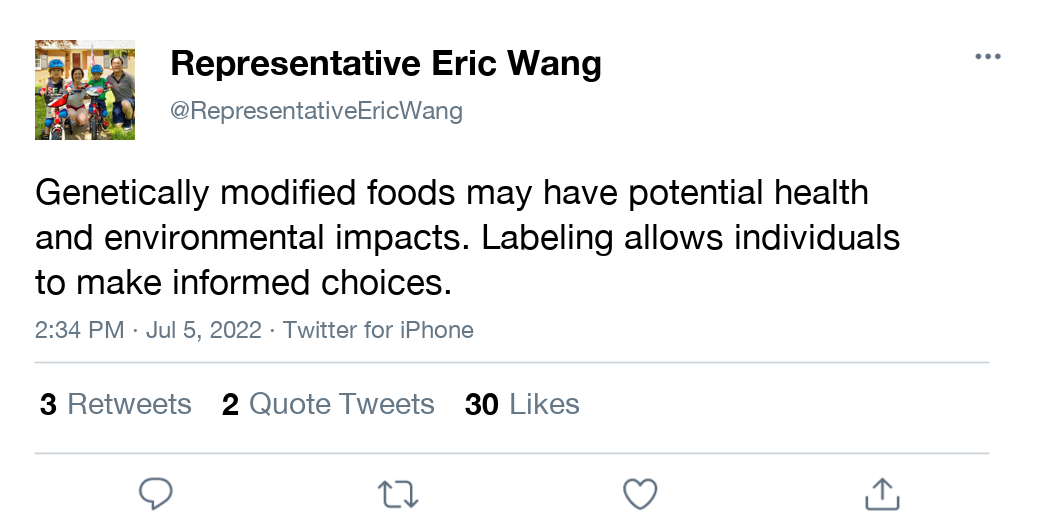 Representative Eric Wang
@RepresentativeEricWang
Genetically modified foods may have potential health
and environmental impacts. Labeling allows individuals
to make informed choices.
2:34 PM · Jul 5, 2022 · Twitter for iPhone
3 Retweets 2 Quote Tweets 30 Likes